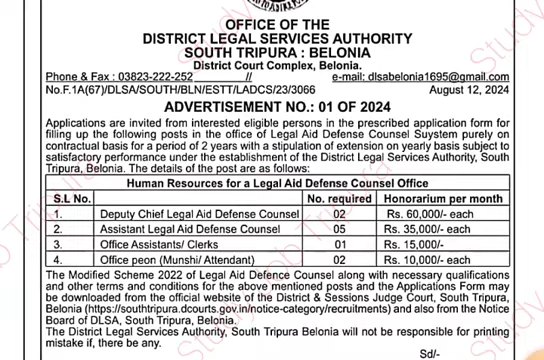 OFFICE OF THE
DISTRICT LEGAL SERVICES AUTHORITY
SOUTH TRIPURA : BELONIA
District Court Complex, Belonia.
Phone & Fax : 03823-222-252 // e-mail: dlsabelonia1695@gmail.com
No.F.1A(67)/DLSA/SOUTH/BLN/ESTT/LADCS/23/3066 August 12, 2024
ADVERTISEMENT NO.: 01 OF 2024
Applications are invited from interested eligible persons in the prescribed application form for
filling up the following posts in the office of Legal Aid Defense Counsel Suystem purely on
contractual basis for a period of 2 years with a stipulation of extension on yearly basis subject to
satisfactory performance under the establishment of the District Legal Services Authority, South
Tripura, Belonia. The details of the post are as follows:
Human Resources for a Legal Aid Defense Counsel Office
S.L No. No. required Honorarium per month
1. Deputy Chief Legal Aid Defense Counsel 02 Rs. 60,000/- each
2. Assistant Legal Aid Defense Counsel 05 Rs. 35,000/- each
3. Office Assistants/ Clerks 01 Rs. 15,000/-
4. Office peon (Munshi/ Attendant) 02 Rs. 10,000/- each
The Modified Scheme 2022 of Legal Aid Defence Counsel along with necessary qualifications
and other terms and conditions for the above mentioned posts and the Applications Form may
be downloaded from the official website of the District & Sessions Judge Court, South Tripura,
Belonia (https://southtripura.dcourts.gov.in/notice-category/recruitments) and also from the Notice
Board of DLSA, South Tripura, Belonia.
The District Legal Services Authority, South Tripura Belonia will not be responsible for printing
mistake if, there be any.
Sd/-